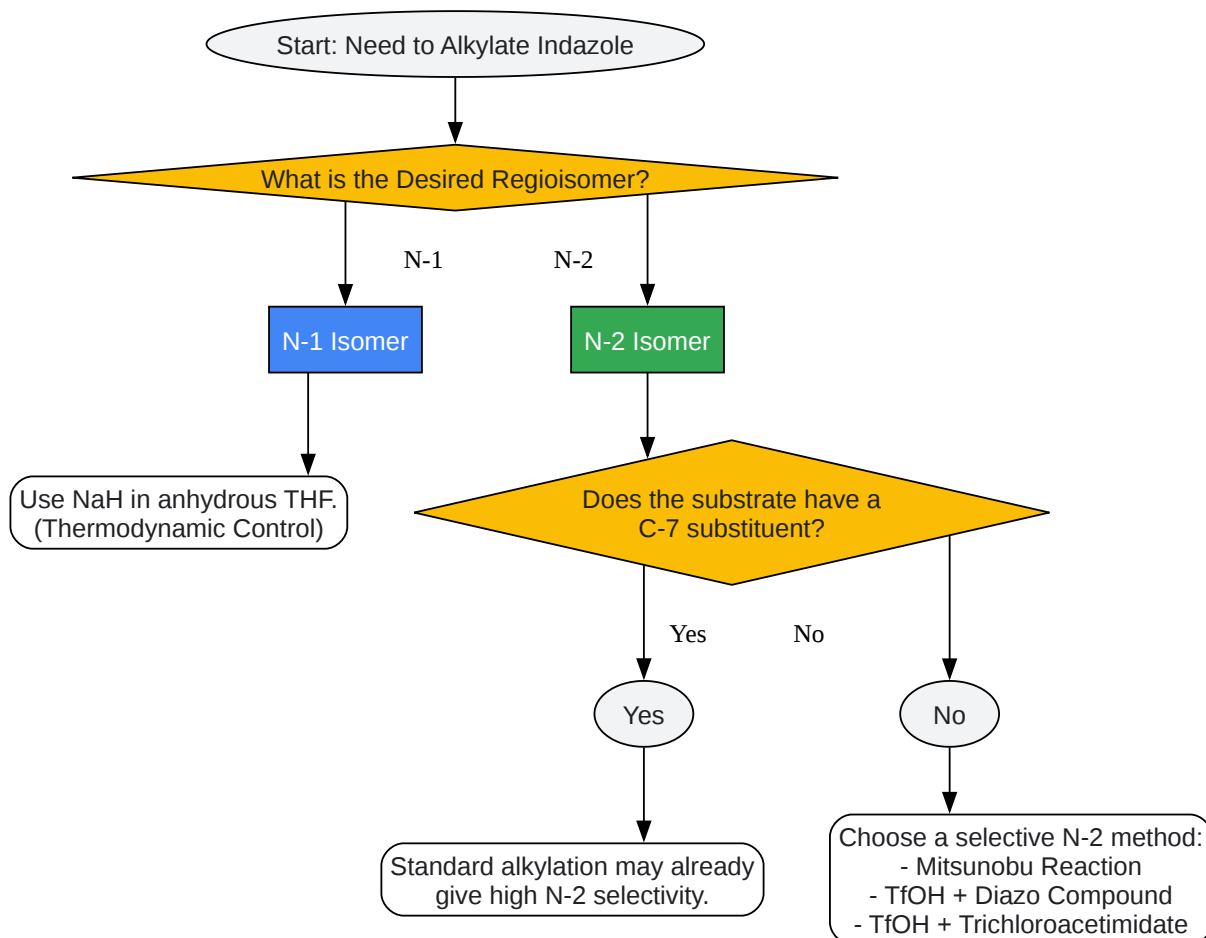 Start: Need to Alkylate Indazole
What is the Desired Regioisomer?
N-1
N-2
N-1 Isomer
N-2 Isomer
Use NaH in anhydrous THF.
(Thermodynamic Control)
Does the substrate have a
C-7 substituent?
Yes
No
Yes
No
Standard alkylation may already
give high N-2 selectivity.
Choose a selective N-2 method:
- Mitsunobu Reaction
- TfOH + Diazo Compound
- TfOH + Trichloroacetimidate